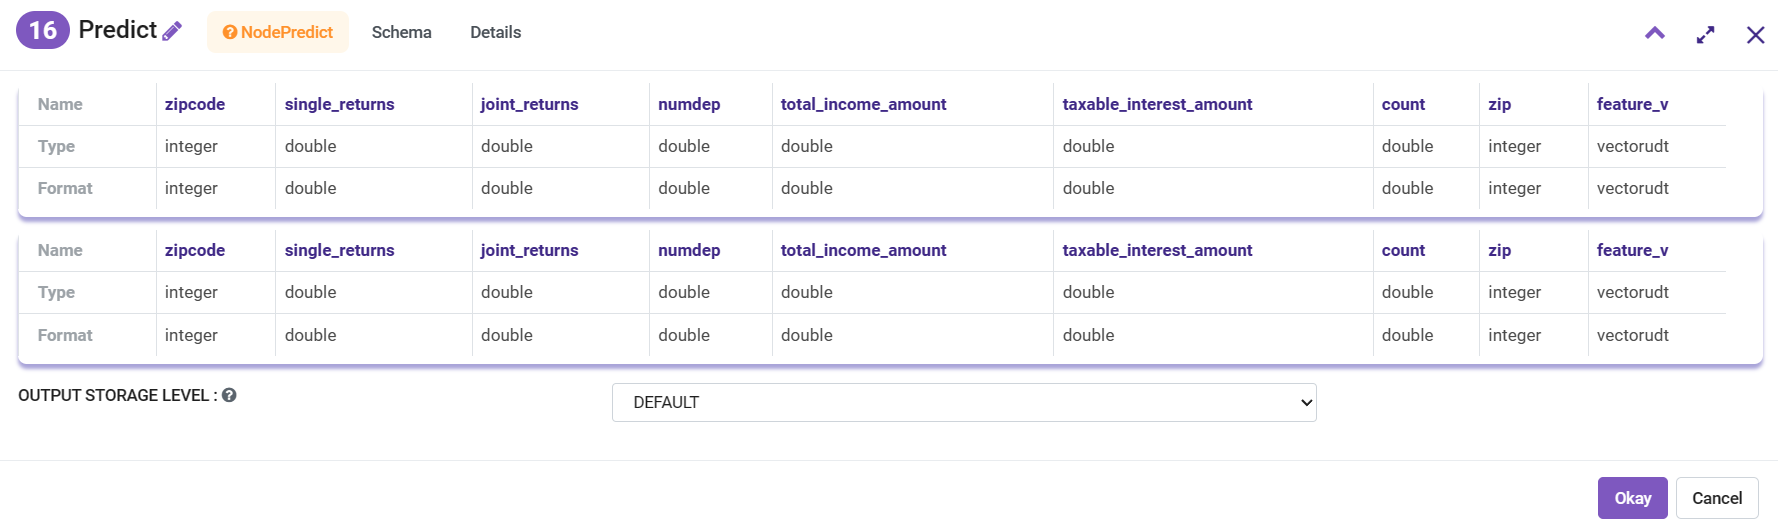 16 Predict NodePredict Schema Details
Name zipcode single_returns joint_returns numdep total_income_amount taxable_interest_amount count zip feature_v
Type integer double double double double double double integer vectorudt
Format integer double double double double double double integer vectorudt
Name zipcode single_returns joint_returns numdep total_income_amount taxable_interest_amount count zip feature_v
Type integer double double double double double double integer vectorudt
Format integer double double double double double double integer vectorudt
OUTPUT STORAGE LEVEL : DEFAULT
Okay Cancel